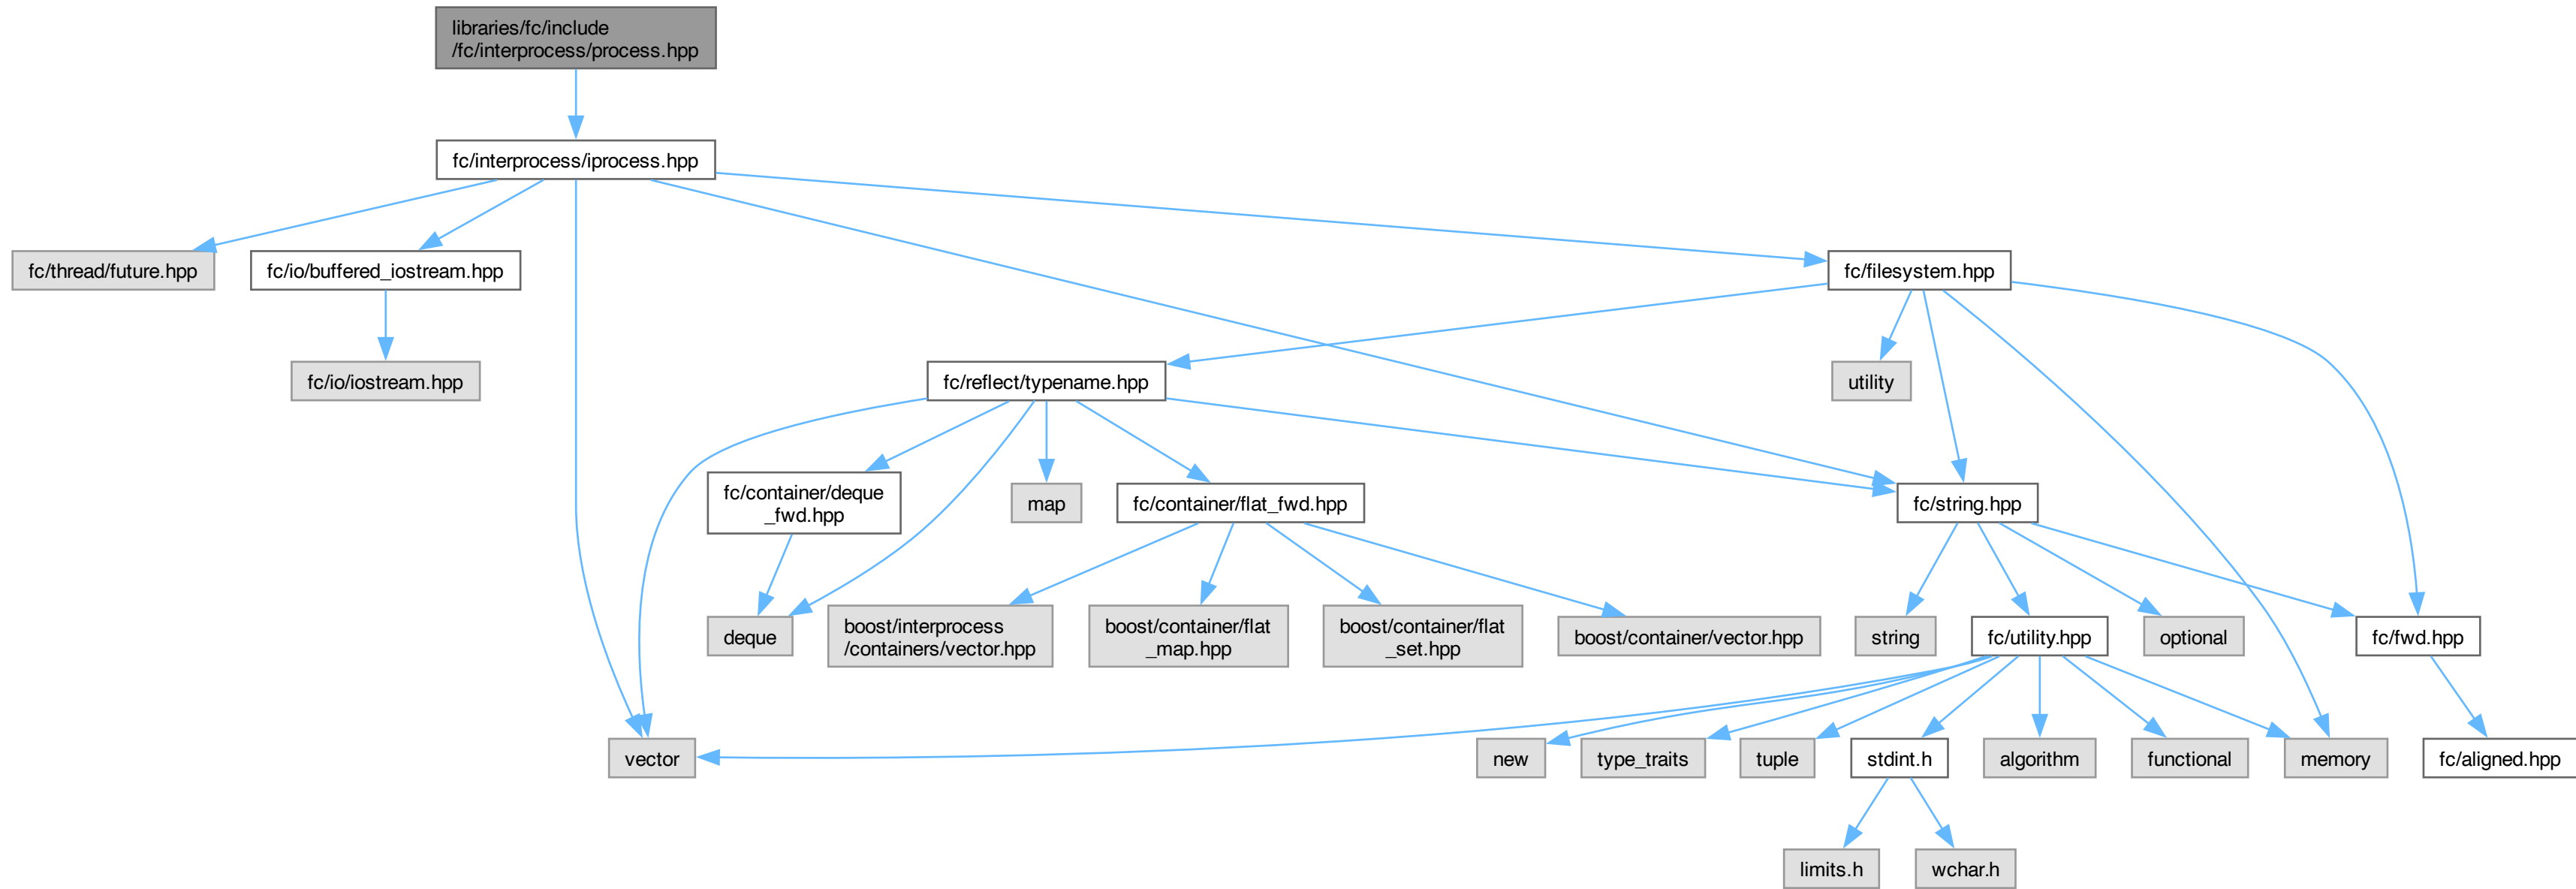 libraries/fc/include
/fc/interprocess/process.hpp
fc/interprocess/iprocess.hpp
fc/thread/future.hpp
fc/io/buffered_iostream.hpp
fc/filesystem.hpp
fc/io/iostream.hpp
fc/reflect/typename.hpp
utility
fc/container/deque
_fwd.hpp
map
fc/container/flat_fwd.hpp
fc/string.hpp
deque
boost/interprocess
/containers/vector.hpp
boost/container/flat
_map.hpp
boost/container/flat
_set.hpp
boost/container/vector.hpp
string
fc/utility.hpp
optional
fc/fwd.hpp
vector
new
type_traits
tuple
stdint.h
algorithm
functional
memory
fc/aligned.hpp
limits.h
wchar.h